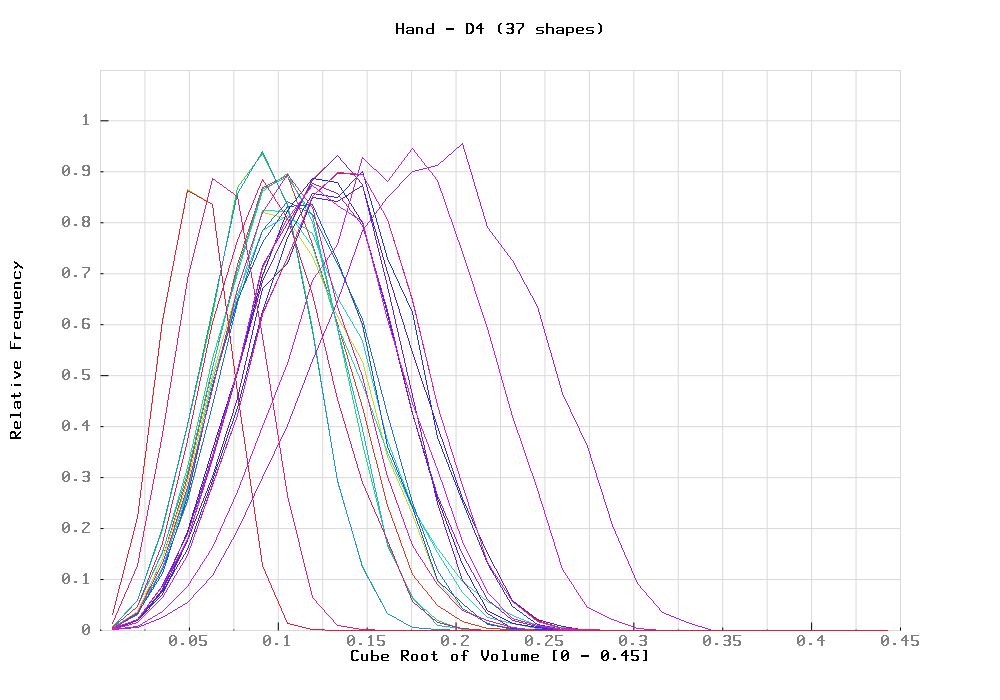 Hand - D4 (37 shapes)
Relative Frequency
1
0.9
0.8
0.7
0.6
0.5
0.4
0.3
0.2
0.1
0
0.05 0.1 0.15 0.2 0.25 0.3 0.35 0.4 0.45
Cube Root of Volume [0 - 0.45]